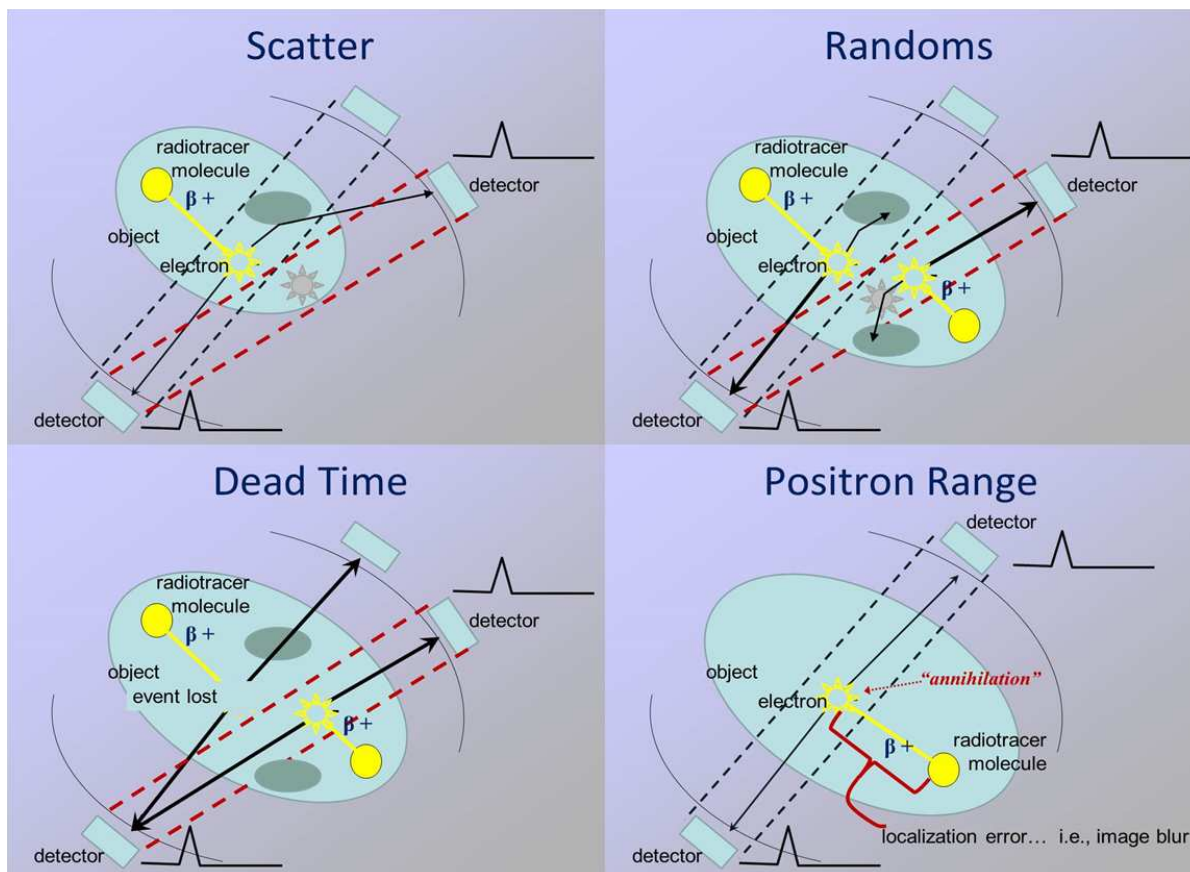 Scatter
radiotracer
molecule
β +
object
electron
detector
detector
Randoms
radiotracer
molecule
β +
object
electron
β +
detector
detector
Dead Time
radiotracer
molecule
β +
object
event lost
β +
detector
detector
Positron Range
detector
object
"annihilation"
electron
β +
radiotracer
molecule
localization error... i.e., image blur